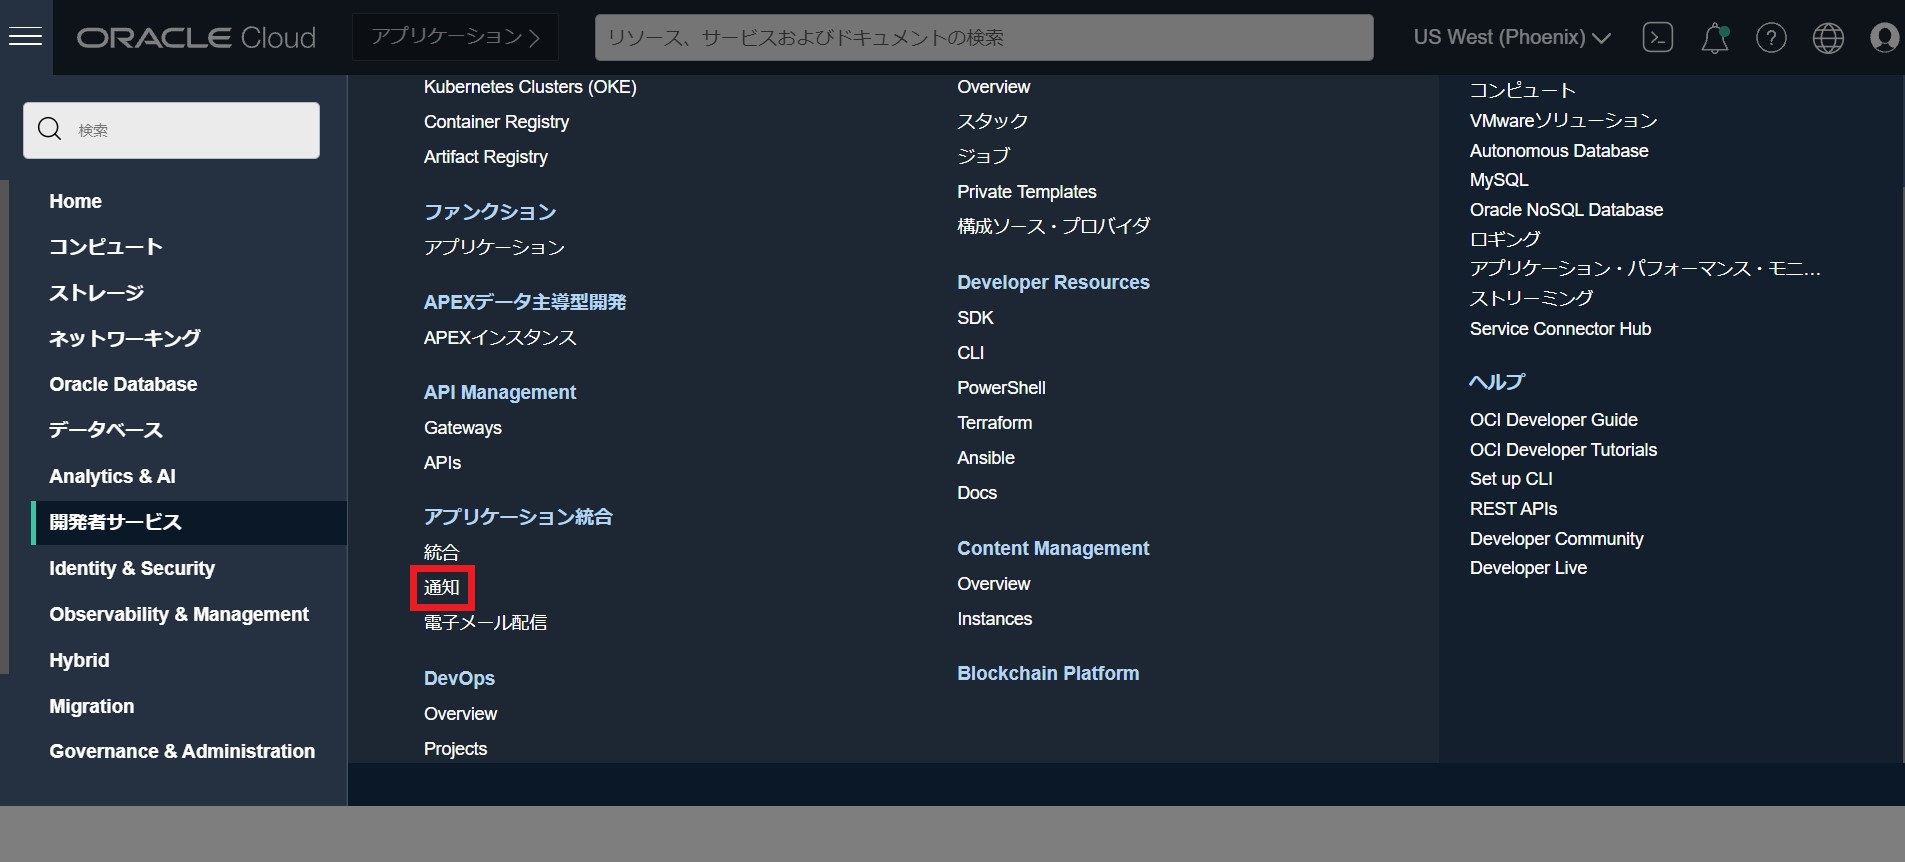 ORACLE Cloud
アプリケーション
リソース、サービスおよびドキュメントの検索
US West (Phoenix)
検索
Home
コンピュート
ストレージ
ネットワーキング
Oracle Database
データベース
Analytics & AI
開発者サービス
Identity & Security
Observability & Management
Hybrid
Migration
Governance & Administration
Kubernetes Clusters (OKE)
Container Registry
Artifact Registry
ファンクション
アプリケーション
APEXデータ主導型開発
APEXインスタンス
API Management
Gateways
APIs
アプリケーション統合
統合
通知
電子メール配信
DevOps
Overview
Projects
Overview
スタック
ジョブ
Private Templates
構成ソース・プロバイダ
Developer Resources
SDK
CLI
PowerShell
Terraform
Ansible
Docs
Content Management
Overview
Instances
Blockchain Platform
コンピュート
VMwareソリューション
Autonomous Database
MySQL
Oracle NoSQL Database
ロギング
アプリケーション・パフォーマンス・モニ...
ストリーミング
Service Connector Hub
ヘルプ
OCI Developer Guide
OCI Developer Tutorials
Set up CLI
REST APIs
Developer Community
Developer Live